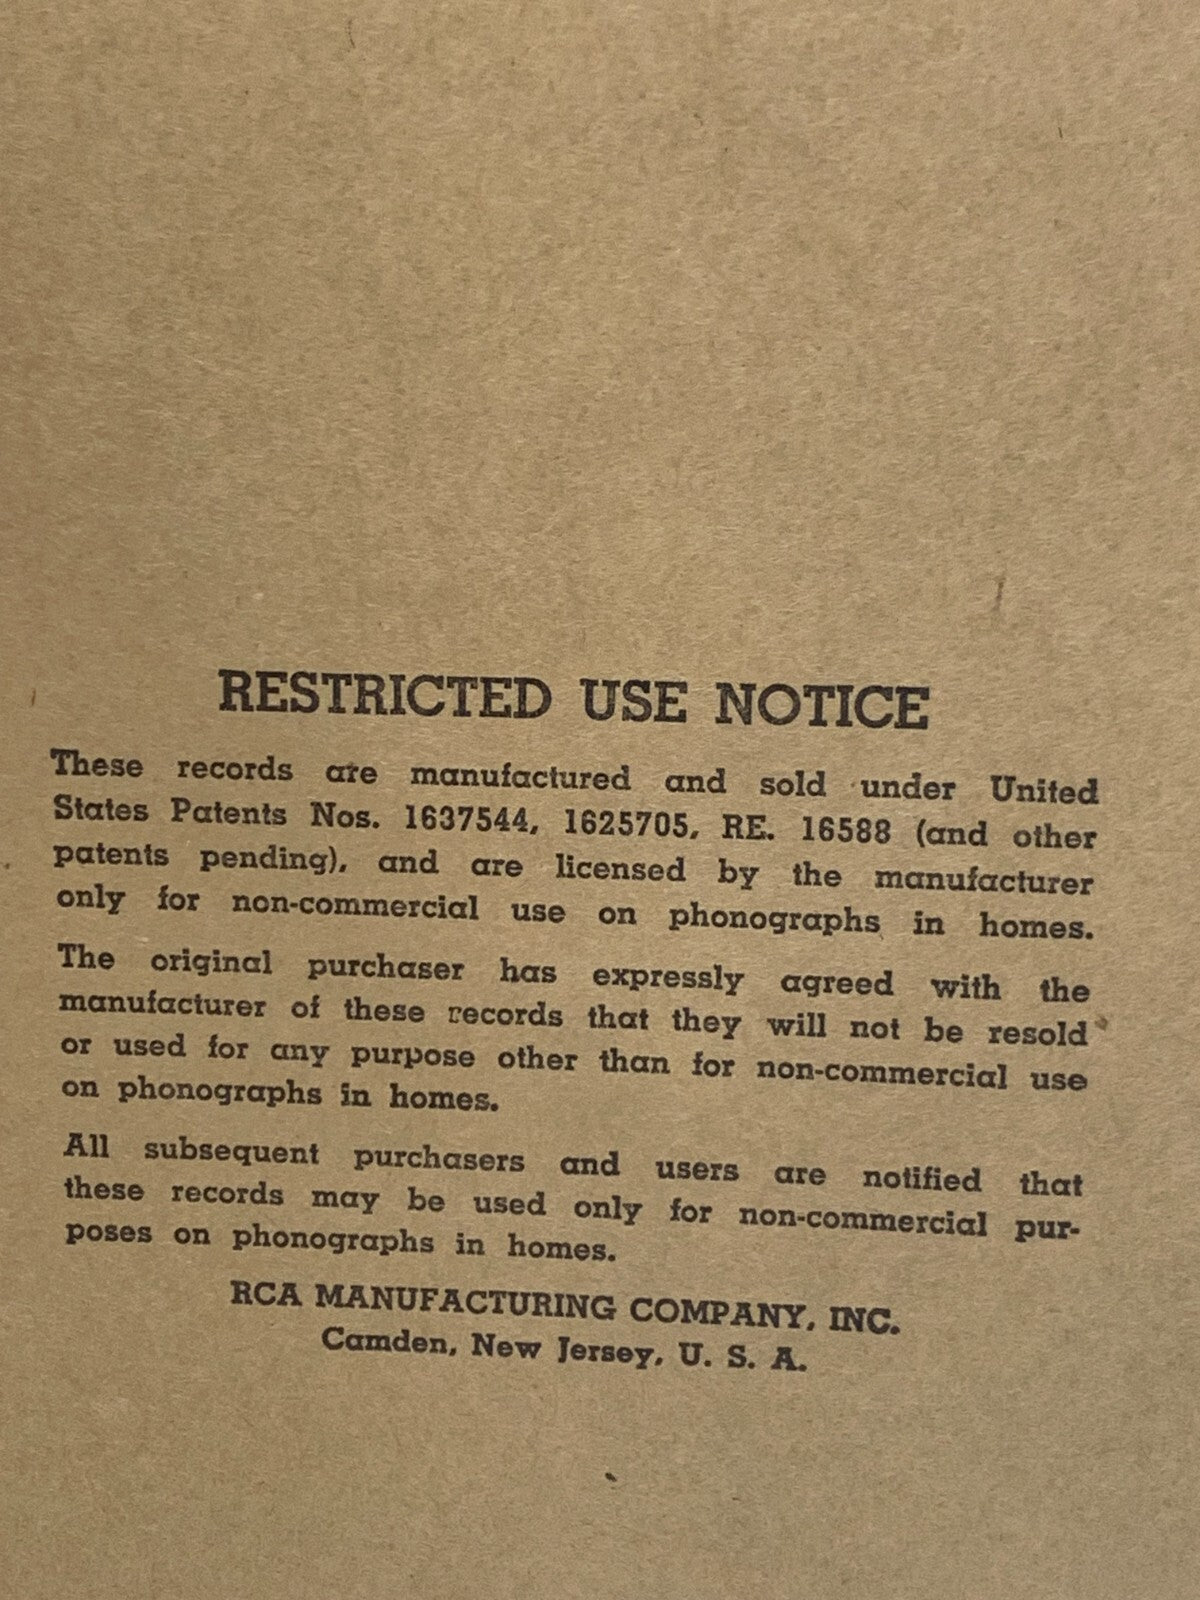 RESTRICTED USE NOTICE
These records are manufactured and sold under United
States Patents Nos. 1637544, 1625705, RE. 16588 (and other
patents pending), and are licensed by the manufacturer
only for non-commercial use on phonographs in homes.
The original purchaser has expressly agreed with the
manufacturer of these records that they will not be resold
or used for any purpose other than for non-commercial use
on phonographs in homes.
All subsequent purchasers and users are notified that
these records may be used only for non-commercial pur-
poses on phonographs in homes.
RCA MANUFACTURING COMPANY, INC.
Camden, New Jersey, U. S. A.